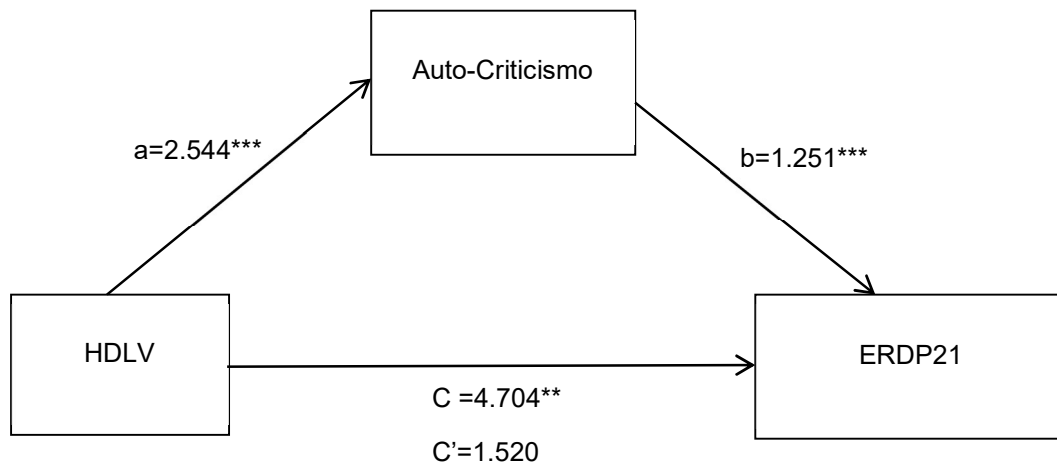 Auto-Criticismo
a=2.544***
b=1.251***
HDLV
ERDP21
C =4.704**
C’=1.520